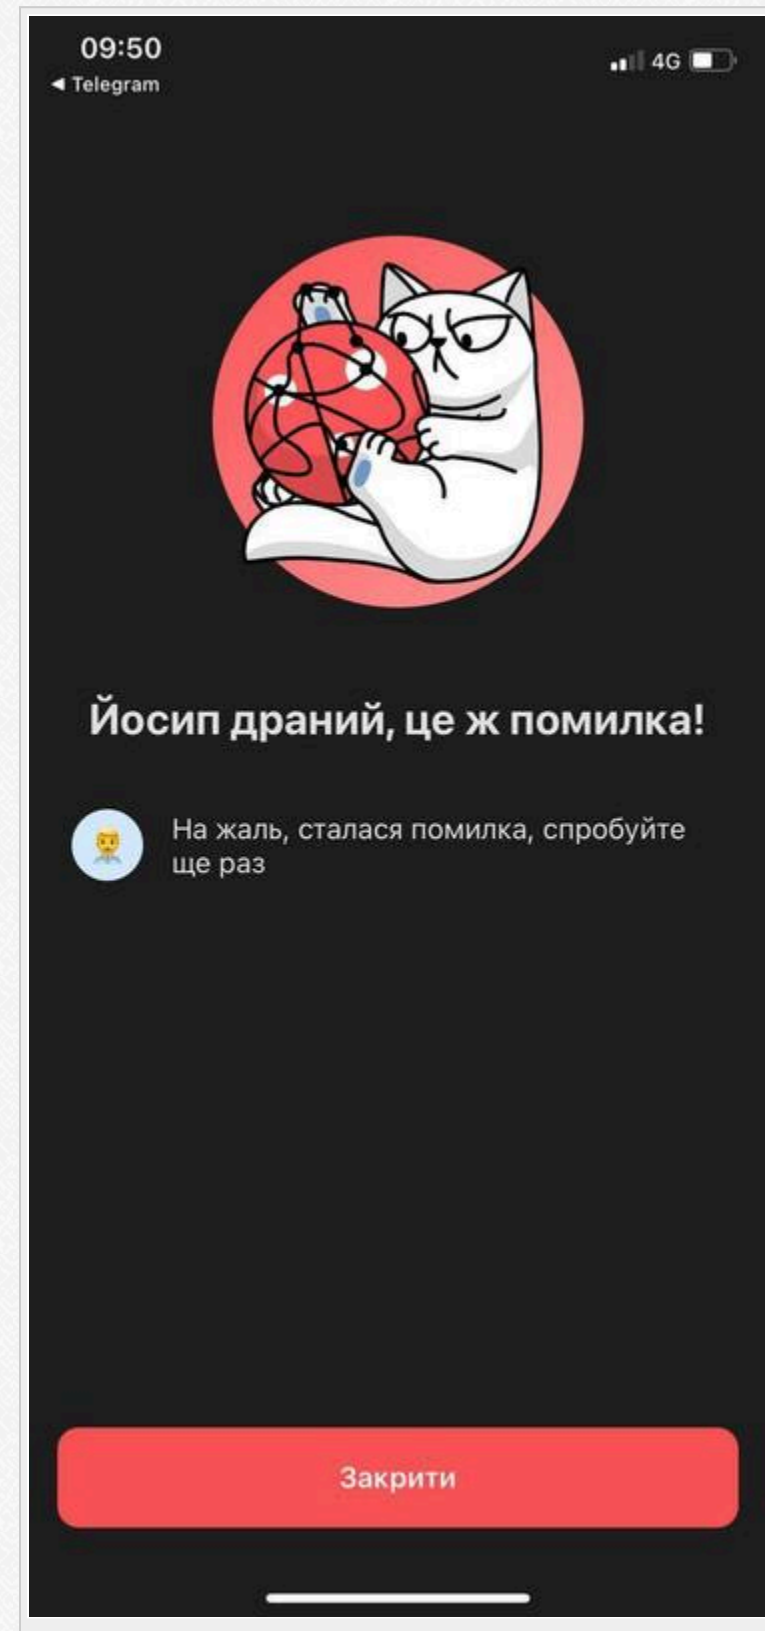 09:50
4G
◀ Telegram
Йосип драний, це ж помилка!
На жаль, сталася помилка, спробуйте
ще раз
Закрити